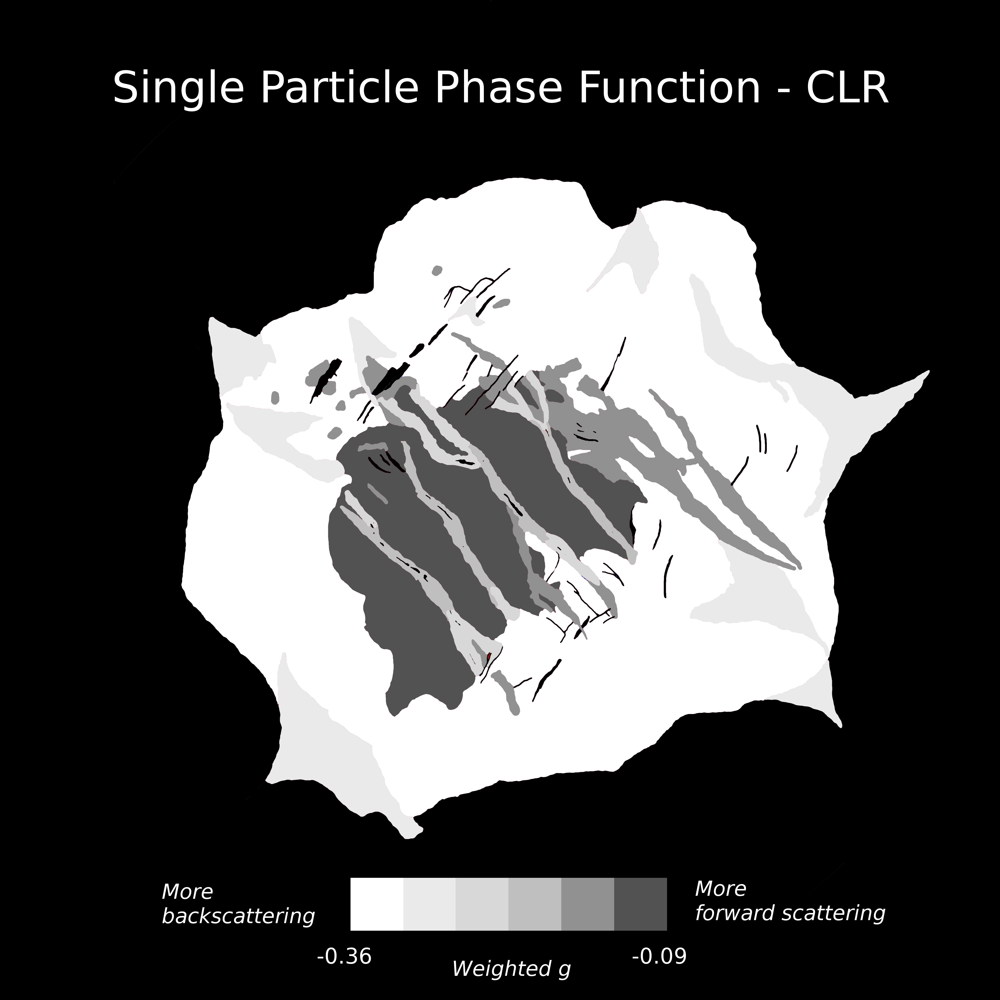 Single Particle Phase Function - CLR
More
backscattering
More
forward scattering
-0.36
-0.09
Weighted g